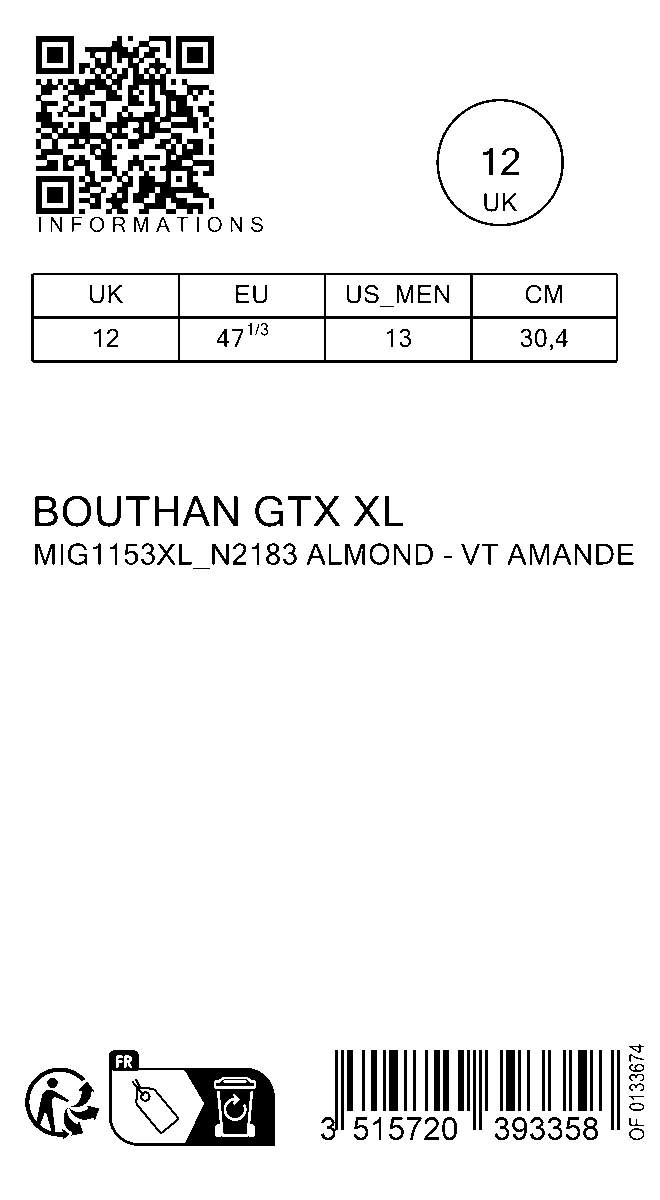 INFORMATIONS
12
UK
UK EU US_MEN CM
12 47 1/3 13 30,4
BOUTHAN GTX XL
MIG1153XL_N2183 ALMOND - VT AMANDE
FR
3 515720 393358
OF 0133674